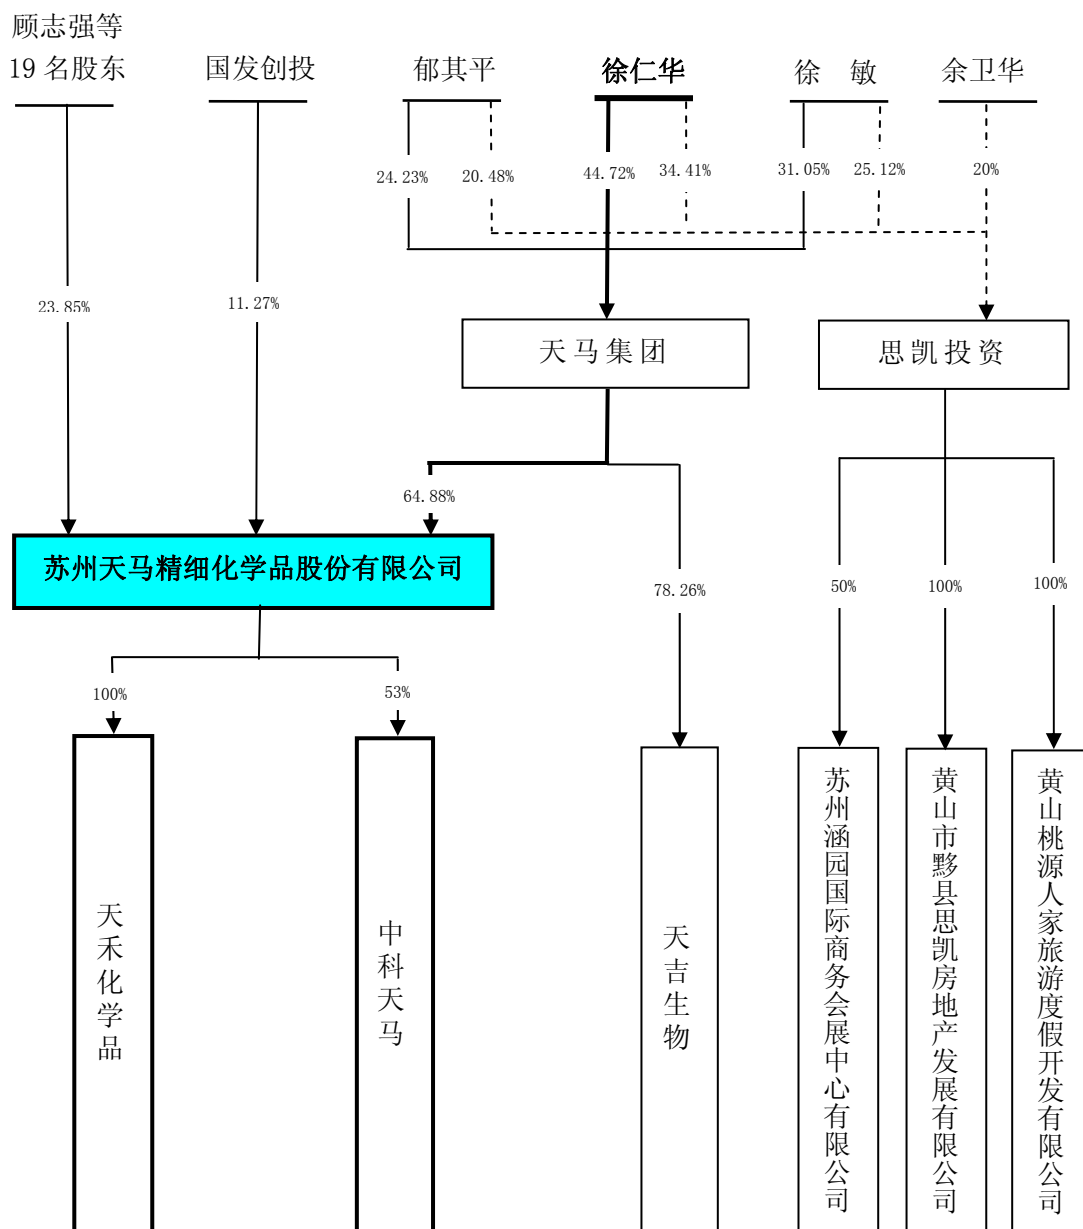 顾志强等
19 名股东
国发创投
郁其平
徐仁华
徐　敏
余卫华
24.23%
20.48%
44.72%
34.41%
31.05%
25.12%
20%
23.85%
11.27%
天马集团
思凯投资
64.88%
苏州天马精细化学品股份有限公司
78.26%
50%
100%
100%
100%
53%
天禾化学品
中科天马
天吉生物
苏州涵园国际商务会展中心有限公司
黄山市黟县思凯房地产发展有限公司
黄山桃源人家旅游度假开发有限公司